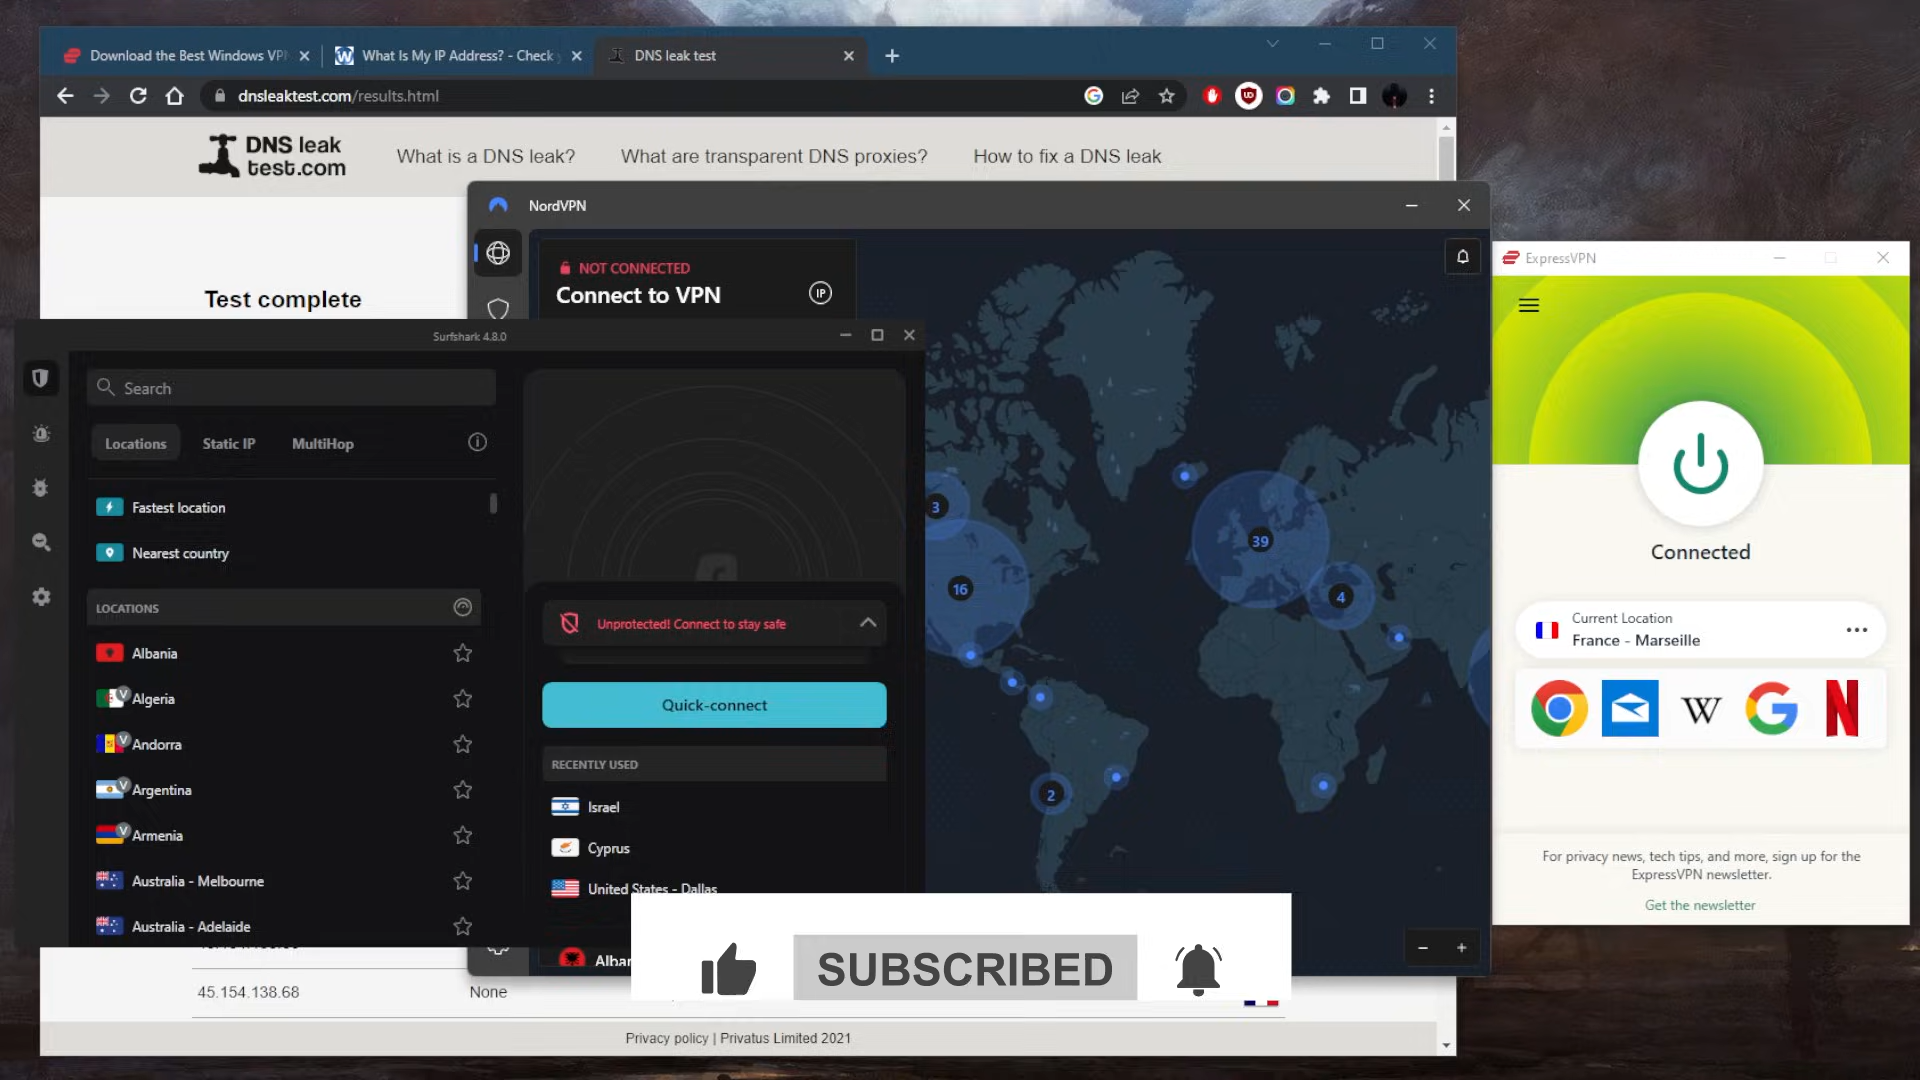 Download the Best Windows VPN
What Is My IP Address? - Check
DNS leak test
dnsleaktest.com/results.html
DNS leak
test.com
What is a DNS leak?
What are transparent DNS proxies?
How to fix a DNS leak
NordVPN
Test complete
NOT CONNECTED
Connect to VPN
IP
ExpressVPN
Surfshark 4.8.0
Search
Locations
Static IP
MultiHop
Fastest location
Nearest country
LOCATIONS
Albania
Algeria
Andorra
Argentina
Armenia
Australia - Melbourne
Australia - Adelaide
Unprotected! Connect to stay safe
Quick-connect
RECENTLY USED
Israel
Cyprus
United States - Dallas
3
16
39
4
2
Connected
Current Location
France - Marseille
For privacy news, tech tips, and more, sign up for the
ExpressVPN newsletter.
Get the newsletter
SUBSCRIBED
45.154.138.68
None
Privacy policy | Privatus Limited 2021